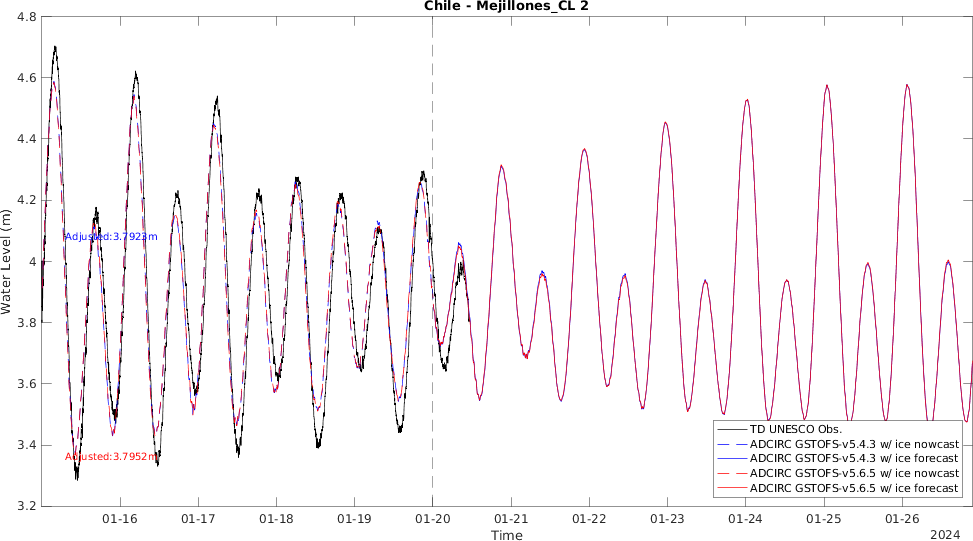 Chile - Mejillones_CL 2
4.8
4.6
4.4
4.2
4
3.8
3.6
3.4
3.2
Water Level (m)
Adjusted:3.7923m
Adjusted:3.7952m
TD UNESCO Obs.
ADCIRC GSTOFS-v5.4.3 w/ ice nowcast
ADCIRC GSTOFS-v5.4.3 w/ ice forecast
ADCIRC GSTOFS-v5.6.5 w/ ice nowcast
ADCIRC GSTOFS-v5.6.5 w/ ice forecast
01-16 01-17 01-18 01-19 01-20 01-21 01-22 01-23 01-24 01-25 01-26
Time
2024